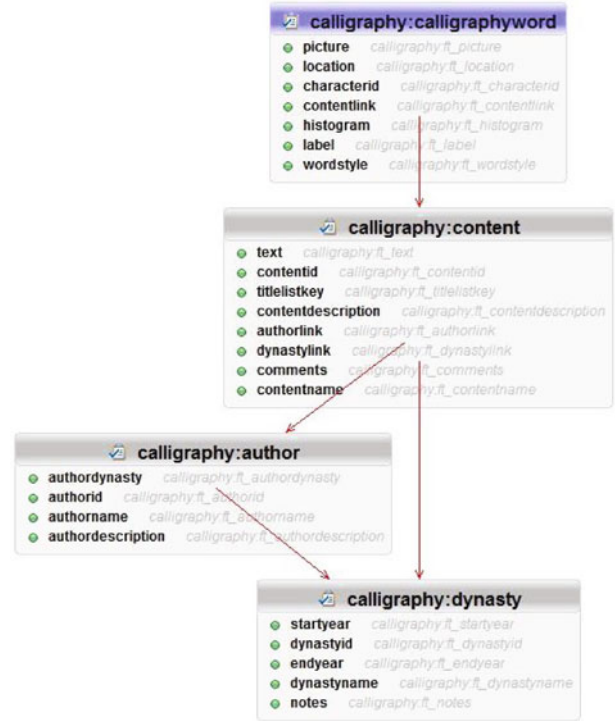 calligraphy:calligraphyword
picture calligraphy:ft_picture
location calligraphy:ft_location
characterid calligraphy:ft_characterid
contentlink calligraphy:ft_contentlink
histogram calligraphy:ft_histogram
label calligraphy:ft_label
wordstyle calligraphy:ft_wordstyle
calligraphy:content
text calligraphy:ft_text
contentid calligraphy:ft_contentid
titlelistkey calligraphy:ft_titlelistkey
contentdescription calligraphy:ft_contentdescription
authorlink calligraphy:ft_authorlink
dynastylink calligraphy:ft_dynastylink
comments calligraphy:ft_comments
contentname calligraphy:ft_contentname
calligraphy:author
authordynasty calligraphy:ft_authordynasty
authorid calligraphy:ft_authorid
authorname calligraphy:ft_authorname
authordescription calligraphy:ft_authordescription
calligraphy:dynasty
startyear calligraphy:ft_startyear
dynastyid calligraphy:ft_dynastyid
endyear calligraphy:ft_endyear
dynastyname calligraphy:ft_dynastyname
notes calligraphy:ft_notes